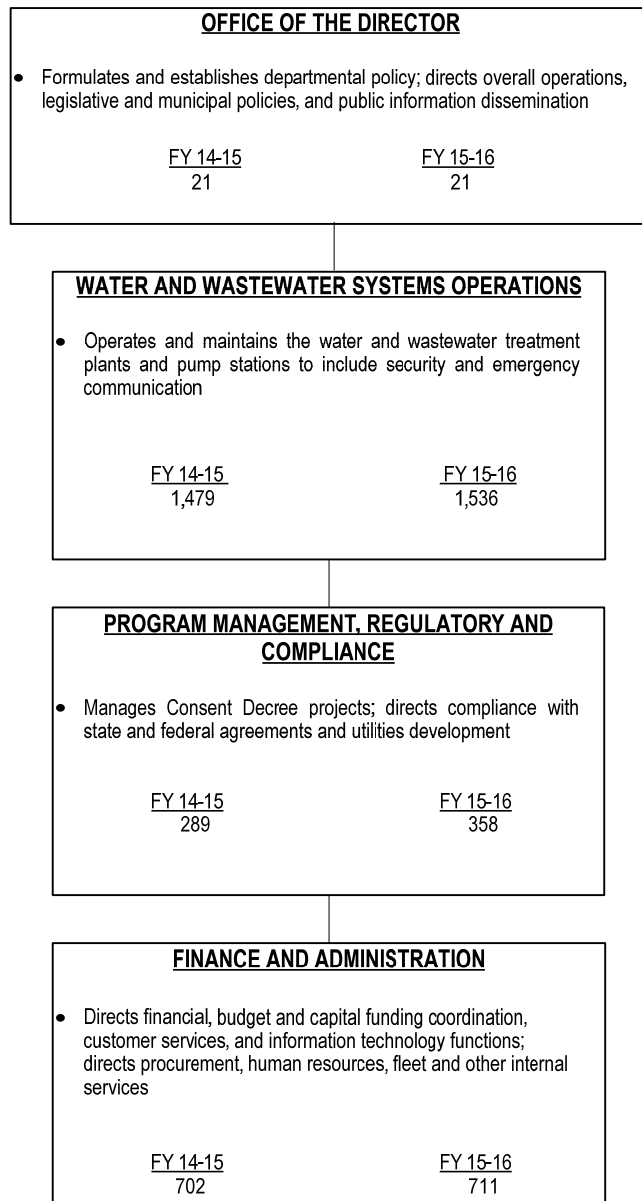 OFFICE OF THE DIRECTOR
• Formulates and establishes departmental policy; directs overall operations,
legislative and municipal policies, and public information dissemination
FY 14-15 FY 15-16
21 21
WATER AND WASTEWATER SYSTEMS OPERATIONS
• Operates and maintains the water and wastewater treatment
plants and pump stations to include security and emergency
communication
FY 14-15 FY 15-16
1,479 1,536
PROGRAM MANAGEMENT, REGULATORY AND
COMPLIANCE
• Manages Consent Decree projects; directs compliance with
state and federal agreements and utilities development
FY 14-15 FY 15-16
289 358
FINANCE AND ADMINISTRATION
• Directs financial, budget and capital funding coordination,
customer services, and information technology functions;
directs procurement, human resources, fleet and other internal
services
FY 14-15 FY 15-16
702 711